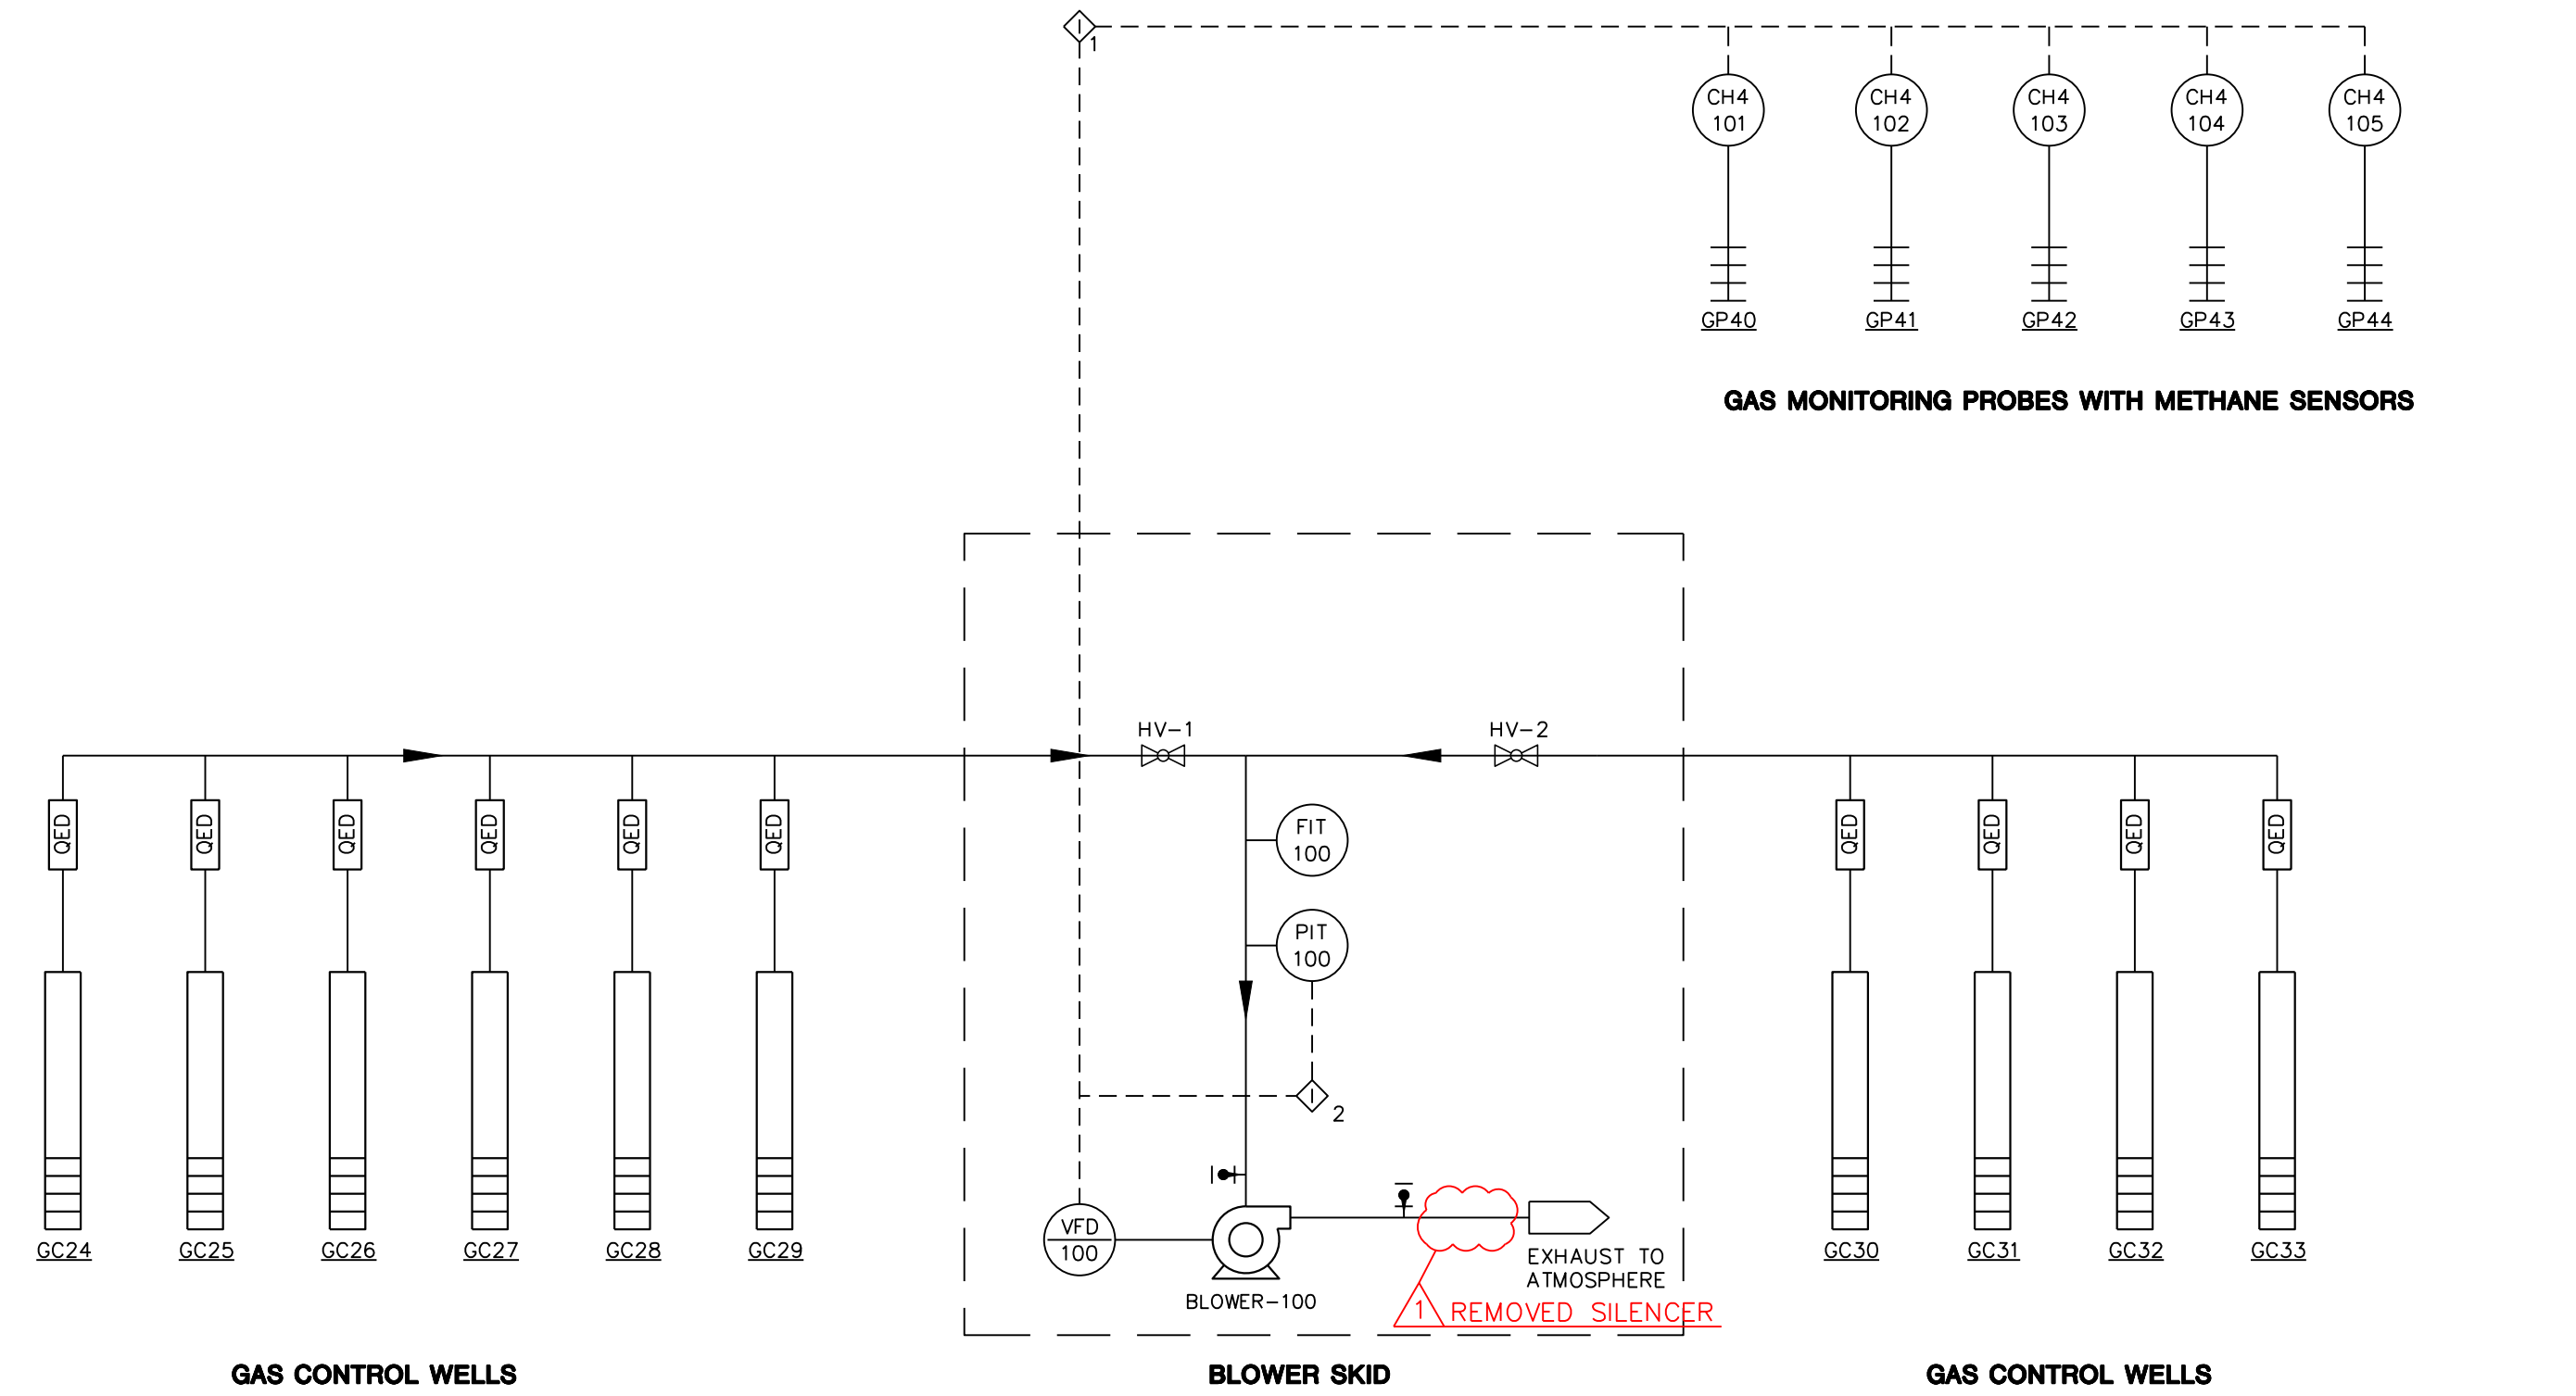 1
CH4
101
CH4
102
CH4
103
CH4
104
CH4
105
GP40
GP41
GP42
GP43
GP44
GAS MONITORING PROBES WITH METHANE SENSORS
HV-1
HV-2
QED
QED
QED
QED
QED
QED
FIT
100
PIT
100
QED
QED
QED
QED
I
I
2
VFD
100
GC24
GC25
GC26
GC27
GC28
GC29
BLOWER-100
EXHAUST TO
ATMOSPHERE
1 REMOVED SILENCER
GC30
GC31
GC32
GC33
GAS CONTROL WELLS
BLOWER SKID
GAS CONTROL WELLS